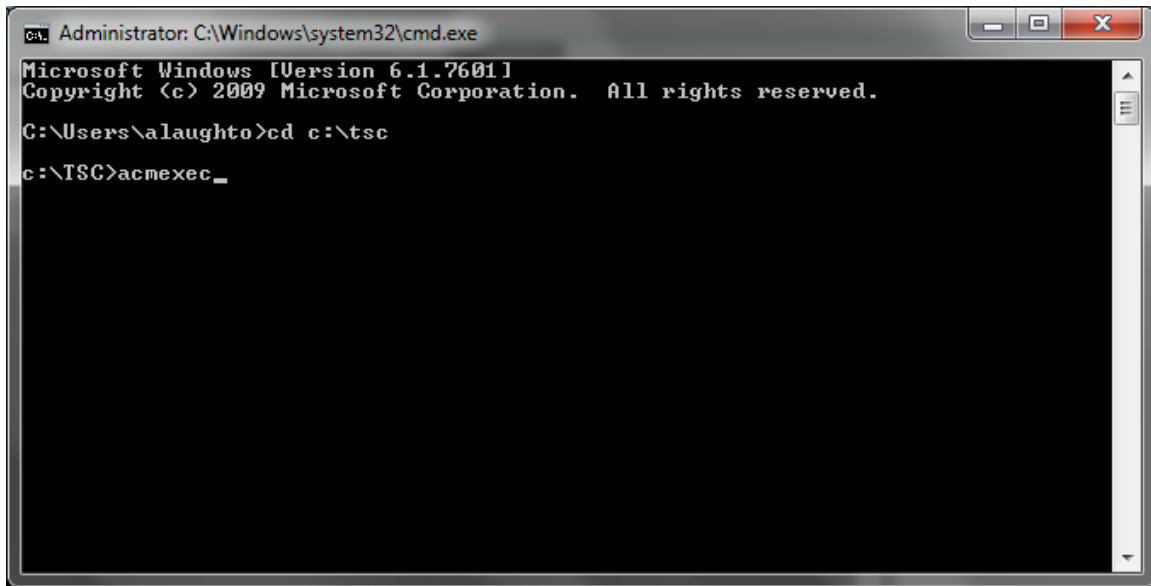 Administrator: C:\Windows\system32\cmd.exe
Microsoft Windows [Version 6.1.7601]
Copyright (c) 2009 Microsoft Corporation.  All rights reserved.
C:\Users\alaughto>cd c:\tsc
c:\TSC>acmexec_